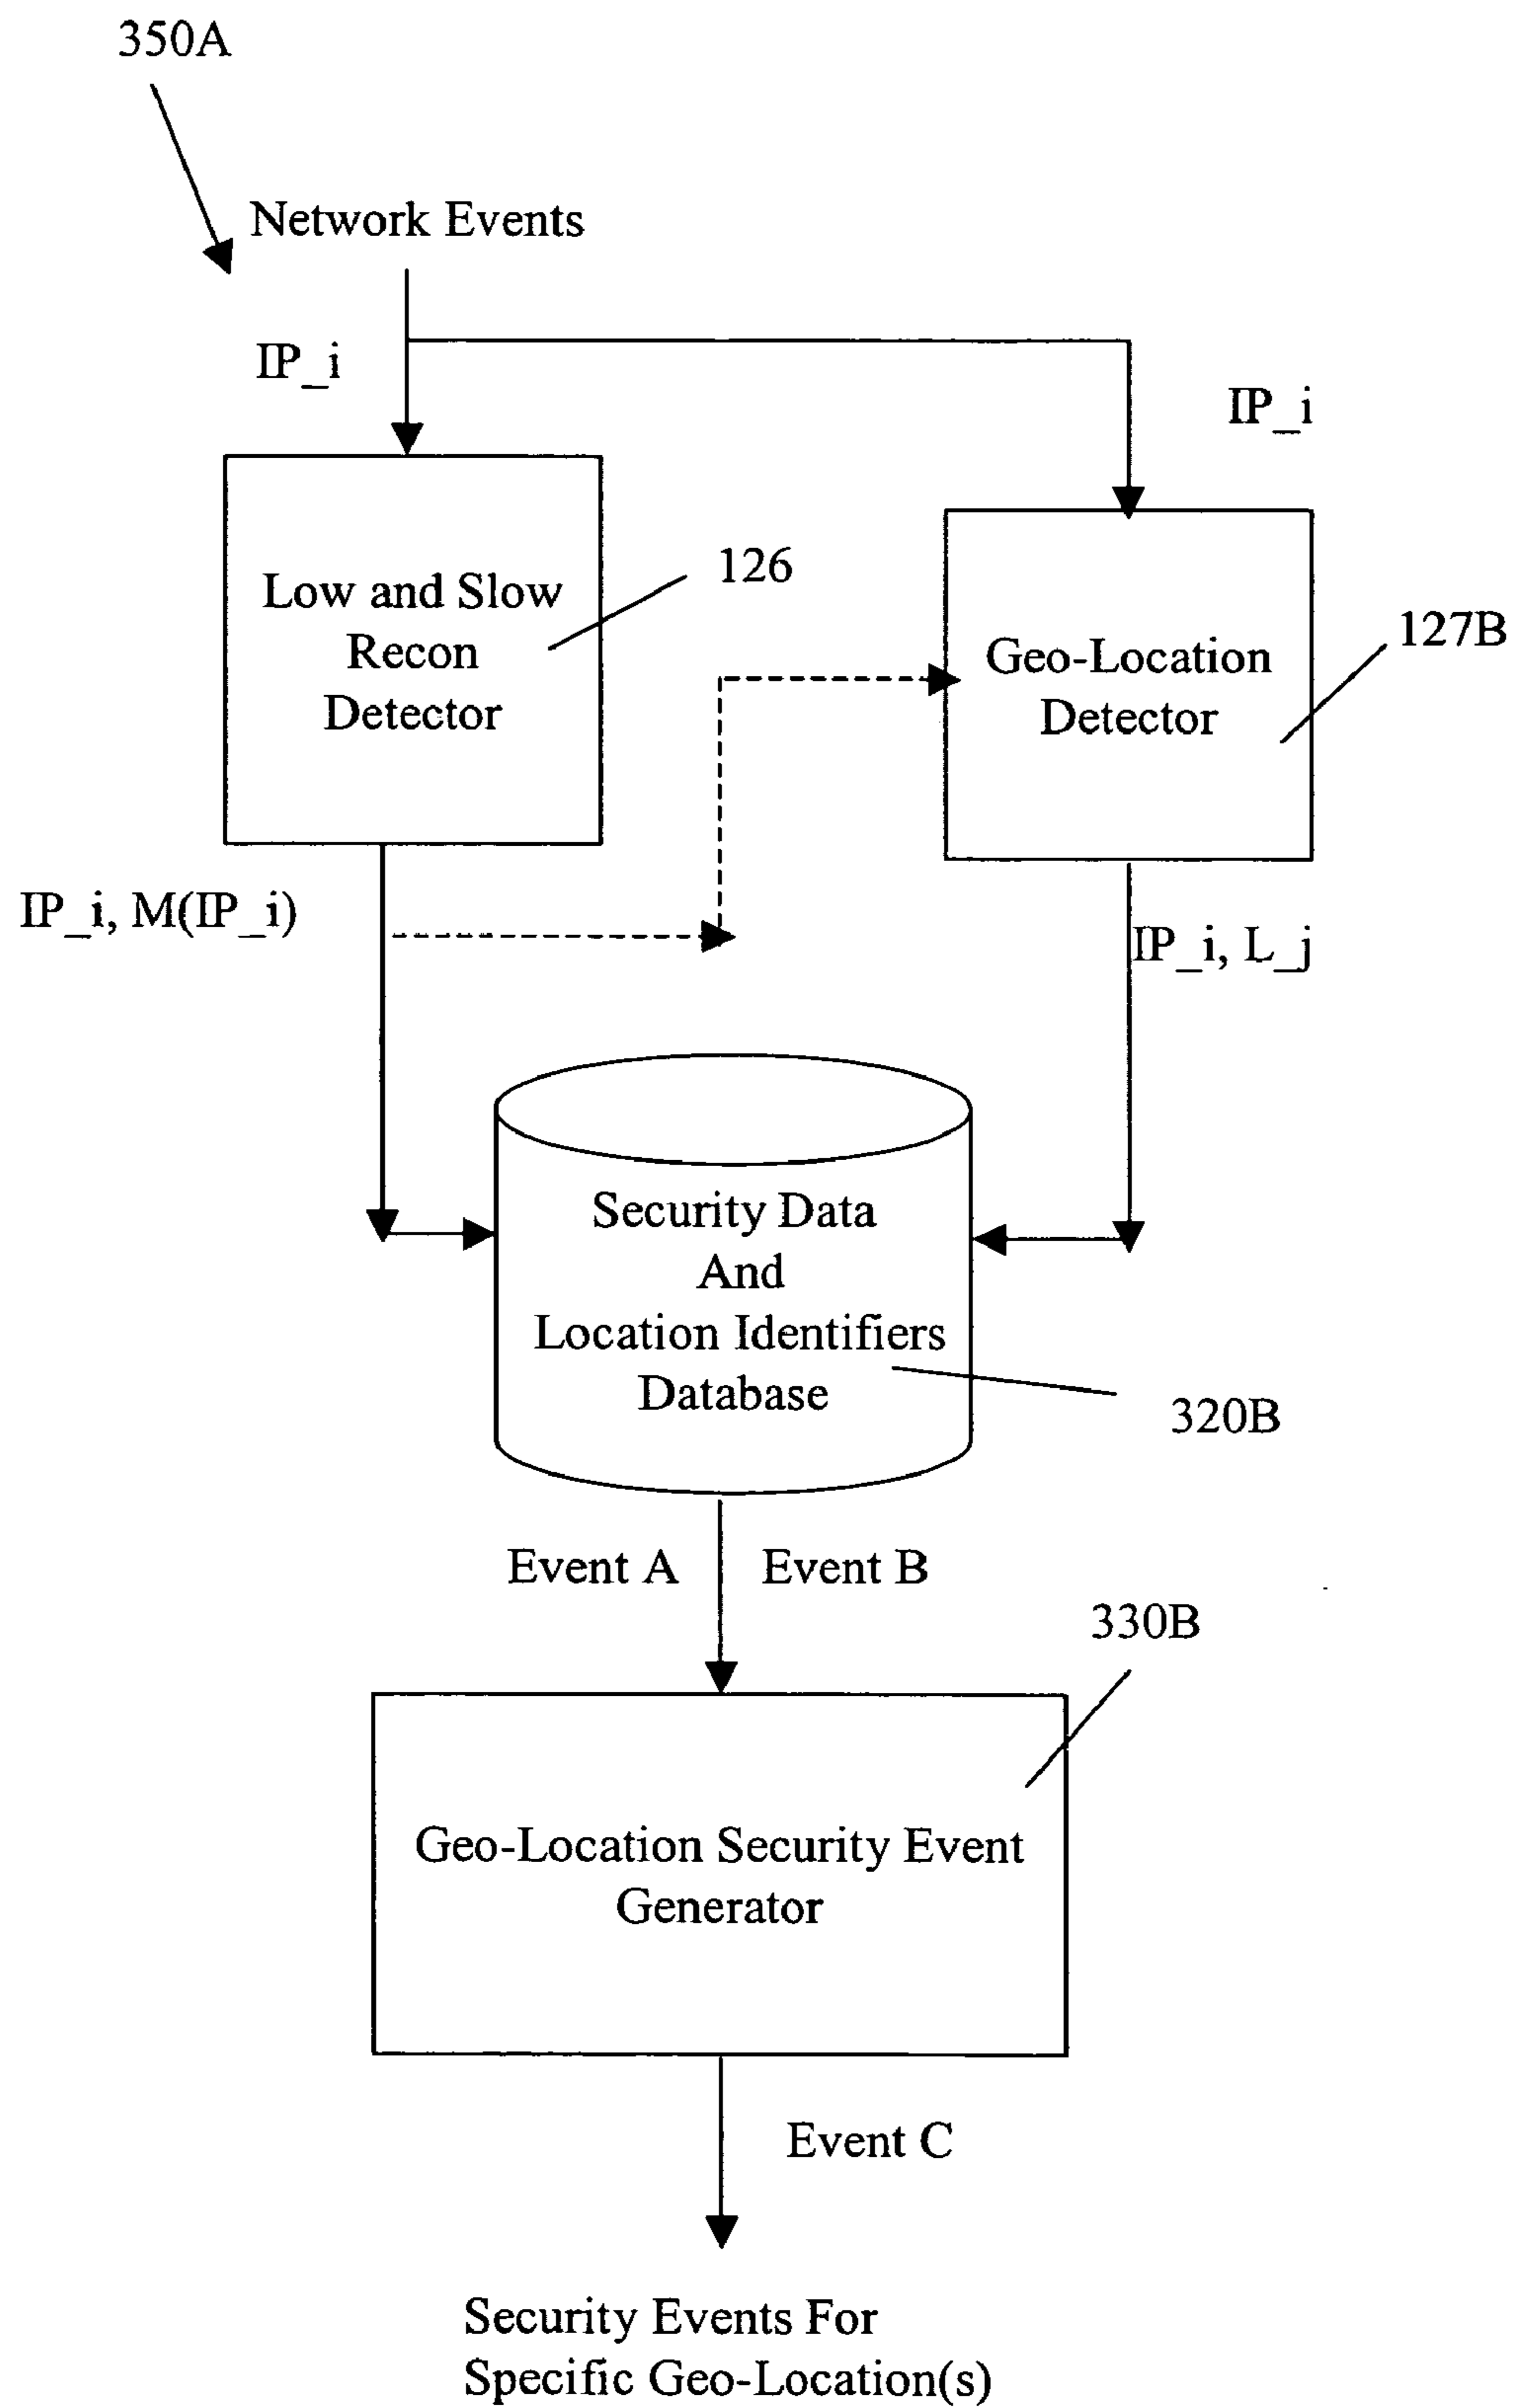 350A
Network Events
IP_i
IP_i
Low and Slow
Recon
Detector
126
Geo-Location
Detector
127B
IP_i, M(IP_i)
IP_i, L_j
Security Data
And
Location Identifiers
Database
320B
Event A
Event B
330B
Geo-Location Security Event
Generator
Event C
Security Events For
Specific Geo-Location(s)